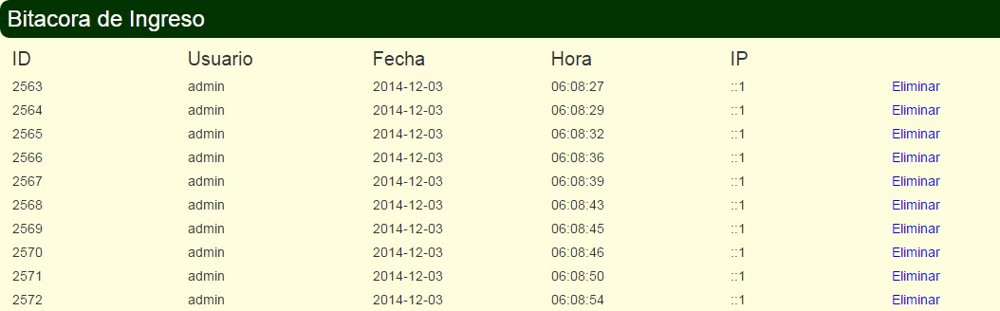 Bitacora de Ingreso
ID Usuario Fecha Hora IP
2563 admin 2014-12-03 06:08:27 ::1 Eliminar
2564 admin 2014-12-03 06:08:29 ::1 Eliminar
2565 admin 2014-12-03 06:08:32 ::1 Eliminar
2566 admin 2014-12-03 06:08:36 ::1 Eliminar
2567 admin 2014-12-03 06:08:39 ::1 Eliminar
2568 admin 2014-12-03 06:08:43 ::1 Eliminar
2569 admin 2014-12-03 06:08:45 ::1 Eliminar
2570 admin 2014-12-03 06:08:46 ::1 Eliminar
2571 admin 2014-12-03 06:08:50 ::1 Eliminar
2572 admin 2014-12-03 06:08:54 ::1 Eliminar